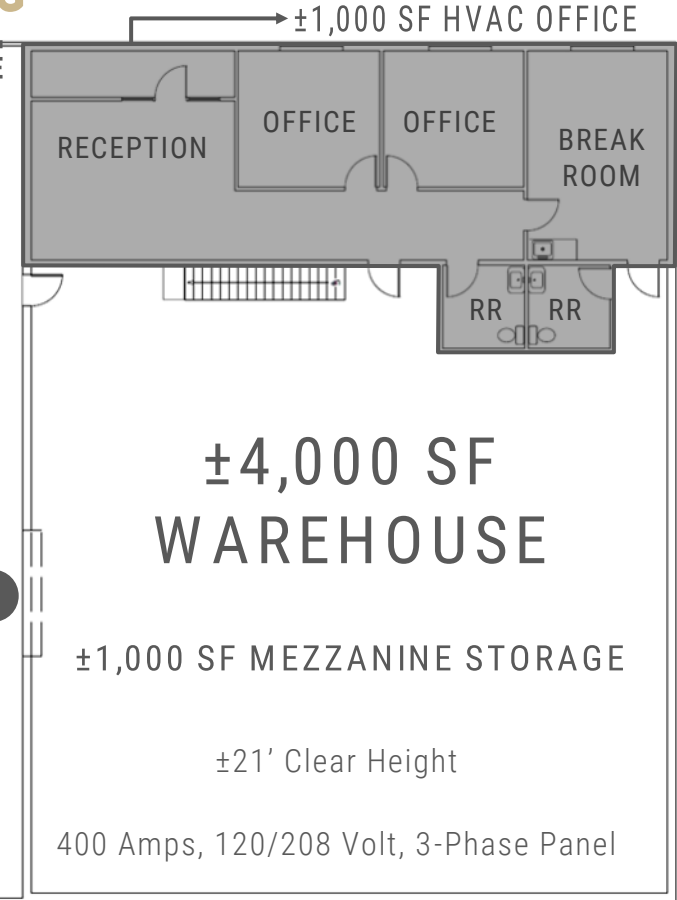 ±1,000 SF HVAC OFFICE
OFFICE
OFFICE
RECEPTION
BREAK
ROOM
RR
RR
±4,000 SF
WAREHOUSE
±1,000 SF MEZZANINE STORAGE
±21’ Clear Height
400 Amps, 120/208 Volt, 3-Phase Panel